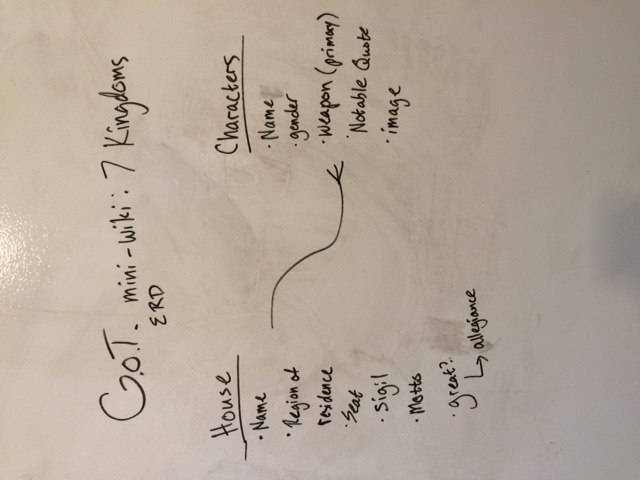 G.o.T. mini-wiki: 7 Kingdoms
ERD
House
• Name
• Region of
residence
• Seat
• Sigil
• Motto
• great?
↳ allegiance
Characters
• Name
• gender
• Weapon (primary)
• Notable Quote
• image